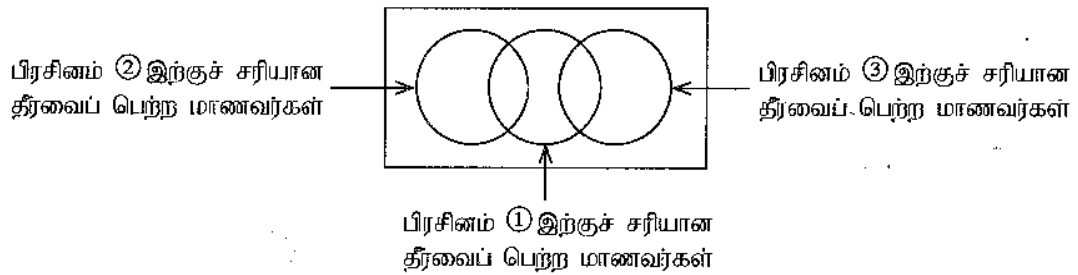 பிரசினம் ② இற்குச் சரியான
தீர்வைப் பெற்ற மாணவர்கள்
பிரசினம் ③ இற்குச் சரியான
தீர்வைப் பெற்ற மாணவர்கள்
பிரசினம் ① இற்குச் சரியான
தீர்வைப் பெற்ற மாணவர்கள்